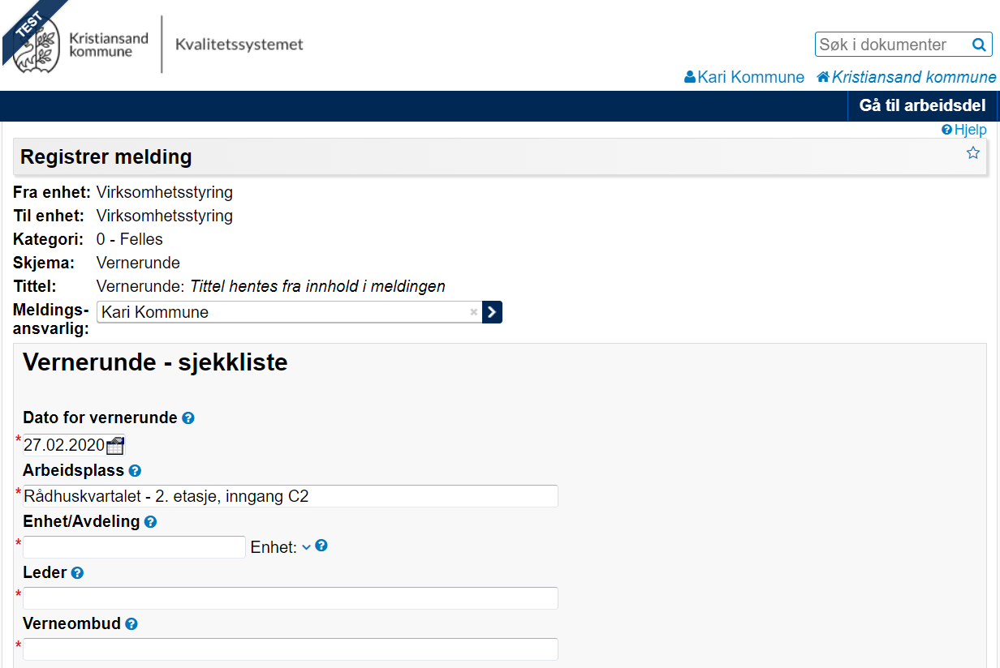 TEST
Kristiansand
kommune
Kvalitetssystemet
Søk i dokumenter
Kari Kommune Kristiansand kommune
Gå til arbeidsdel
Hjelp
Registrer melding
Fra enhet: Virksomhetsstyring
Til enhet: Virksomhetsstyring
Kategori: 0 - Felles
Skjema: Vernerunde
Tittel: Vernerunde: Tittel hentes fra innhold i meldingen
Meldings-
ansvarlig: Kari Kommune
Vernerunde - sjekkliste
Dato for vernerunde
* 27.02.2020
Arbeidsplass
* Rådhuskvartalet - 2. etasje, inngang C2
Enhet/Avdeling
* Enhet:
Leder
*
Verneombud
*